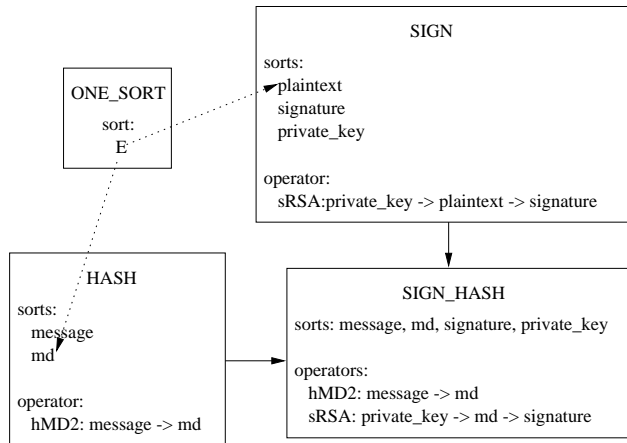 SIGN
sorts:
plaintext
signature
private_key
operator:
sRSA:private_key -> plaintext -> signature
ONE_SORT
sort:
E
HASH
sorts:
message
md
operator:
hMD2: message -> md
SIGN_HASH
sorts: message, md, signature, private_key
operators:
hMD2: message -> md
sRSA: private_key -> md -> signature